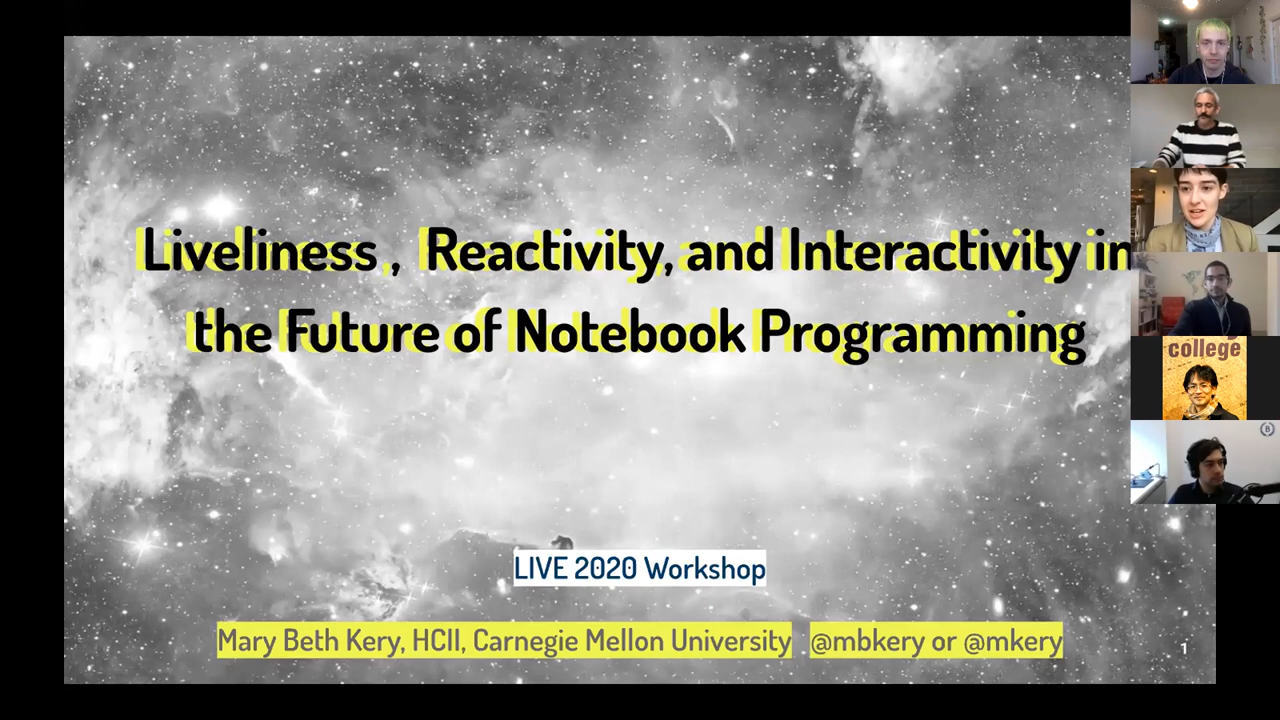 Liveliness , Reactivity, and Interactivity in
the Future of Notebook Programming
college
LIVE 2020 Workshop
Mary Beth Kery, HCII, Carnegie Mellon University @mbkery or @mkery
1
B